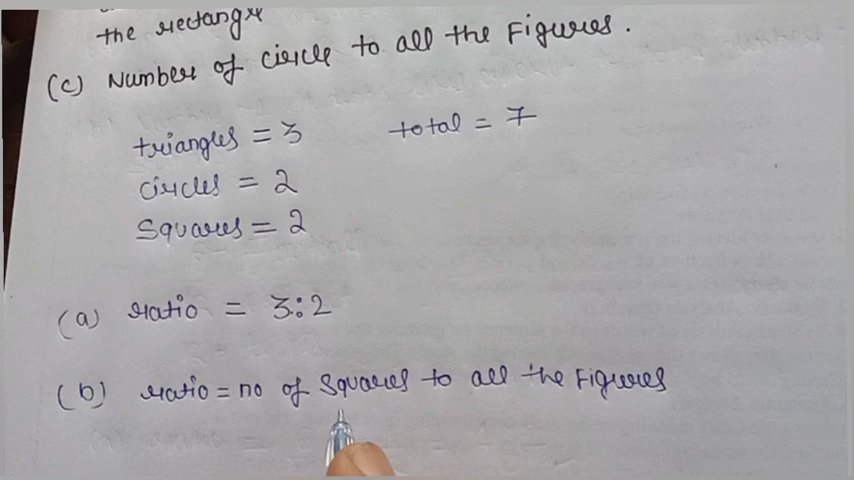 the rectangle
(c) Number of circle to all the Figures.
triangles = 3 total = 7
circles = 2
Squares = 2
(a) ratio = 3:2
(b) ratio = no of squares to all the Figures